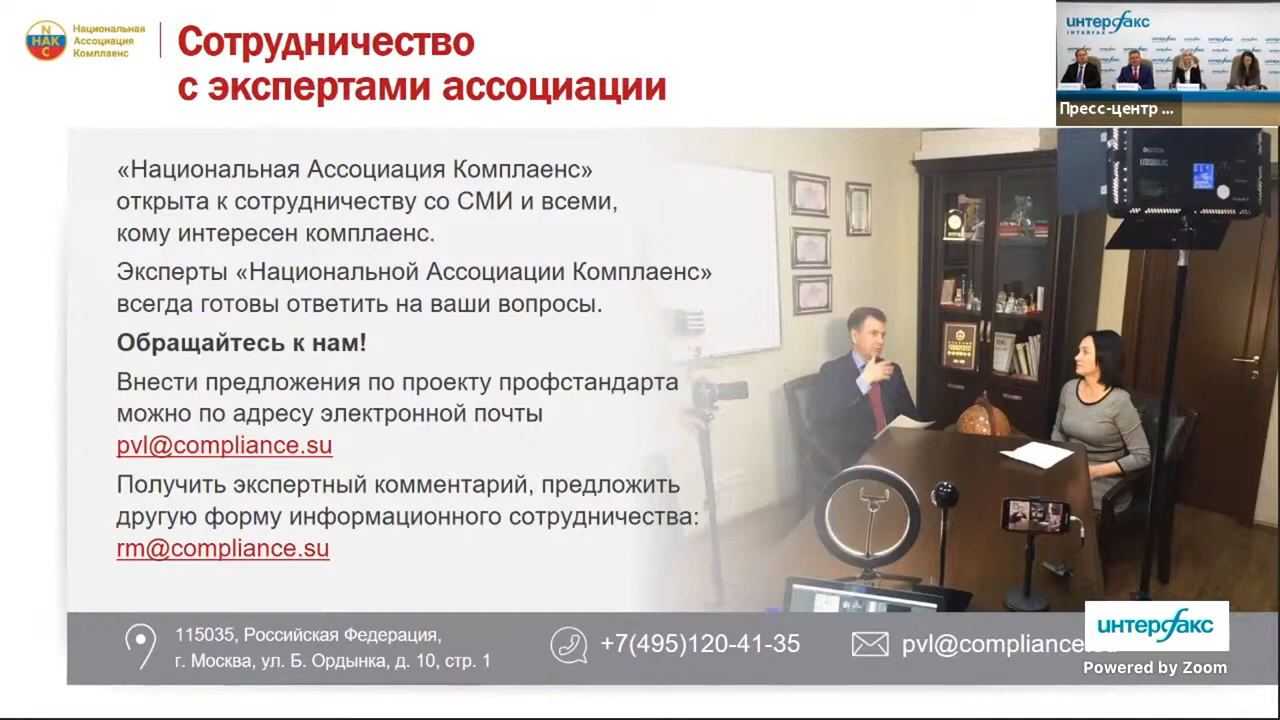 НАК
Национальная
Ассоциация
Комплаенс
Сотрудничество
с экспертами ассоциации
интерфакс
INTERFAX
Пресс-центр ...
«Национальная Ассоциация Комплаенс»
открыта к сотрудничеству со СМИ и всеми,
кому интересен комплаенс.
Эксперты «Национальной Ассоциации Комплаенс»
всегда готовы ответить на ваши вопросы.
Обращайтесь к нам!
Внести предложения по проекту профстандарта
можно по адресу электронной почты
pvl@compliance.su
Получить экспертный комментарий, предложить
другую форму информационного сотрудничества:
rm@compliance.su
115035, Российская Федерация,
г. Москва, ул. Б. Ордынка, д. 10, стр. 1
+7(495)120-41-35
pvl@compliance.su
интерфакс
Powered by Zoom